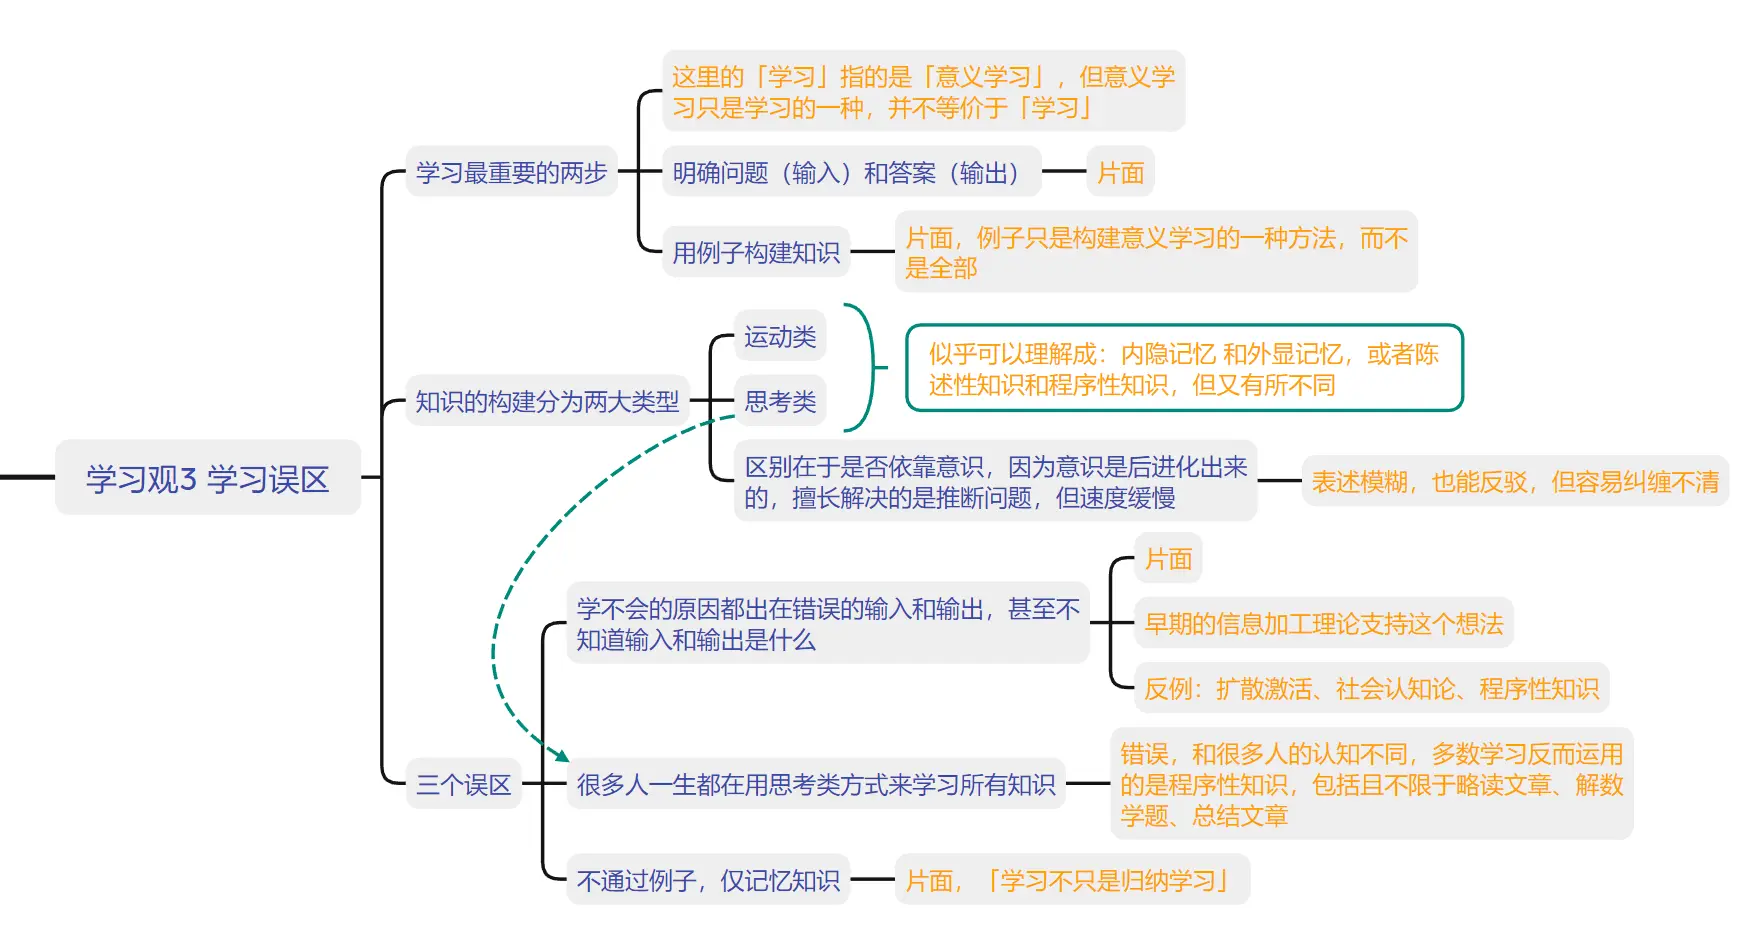 这里的「学习」指的是「意义学习」，但意义学
习只是学习的一种，并不等价于「学习」
学习最重要的两步
明确问题（输入）和答案（输出）
片面
用例子构建知识
片面，例子只是构建意义学习的一种方法，而不
是全部
运动类
似乎可以理解成：内隐记忆 和外显记忆，或者陈
述性知识和程序性知识，但又有所不同
知识的构建分为两大类型
思考类
学习观3 学习误区
区别在于是否依靠意识，因为意识是后进化出来
的，擅长解决的是推断问题，但速度缓慢
表述模糊，也能反驳，但容易纠缠不清
片面
学不会的原因都出在错误的输入和输出，甚至不
知道输入和输出是什么
早期的信息加工理论支持这个想法
反例：扩散激活、社会认知论、程序性知识
三个误区
很多人一生都在用思考类方式来学习所有知识
错误，和很多人的认知不同，多数学习反而运用
的是程序性知识，包括且不限于略读文章、解数
学题、总结文章
不通过例子，仅记忆知识
片面，「学习不只是归纳学习」